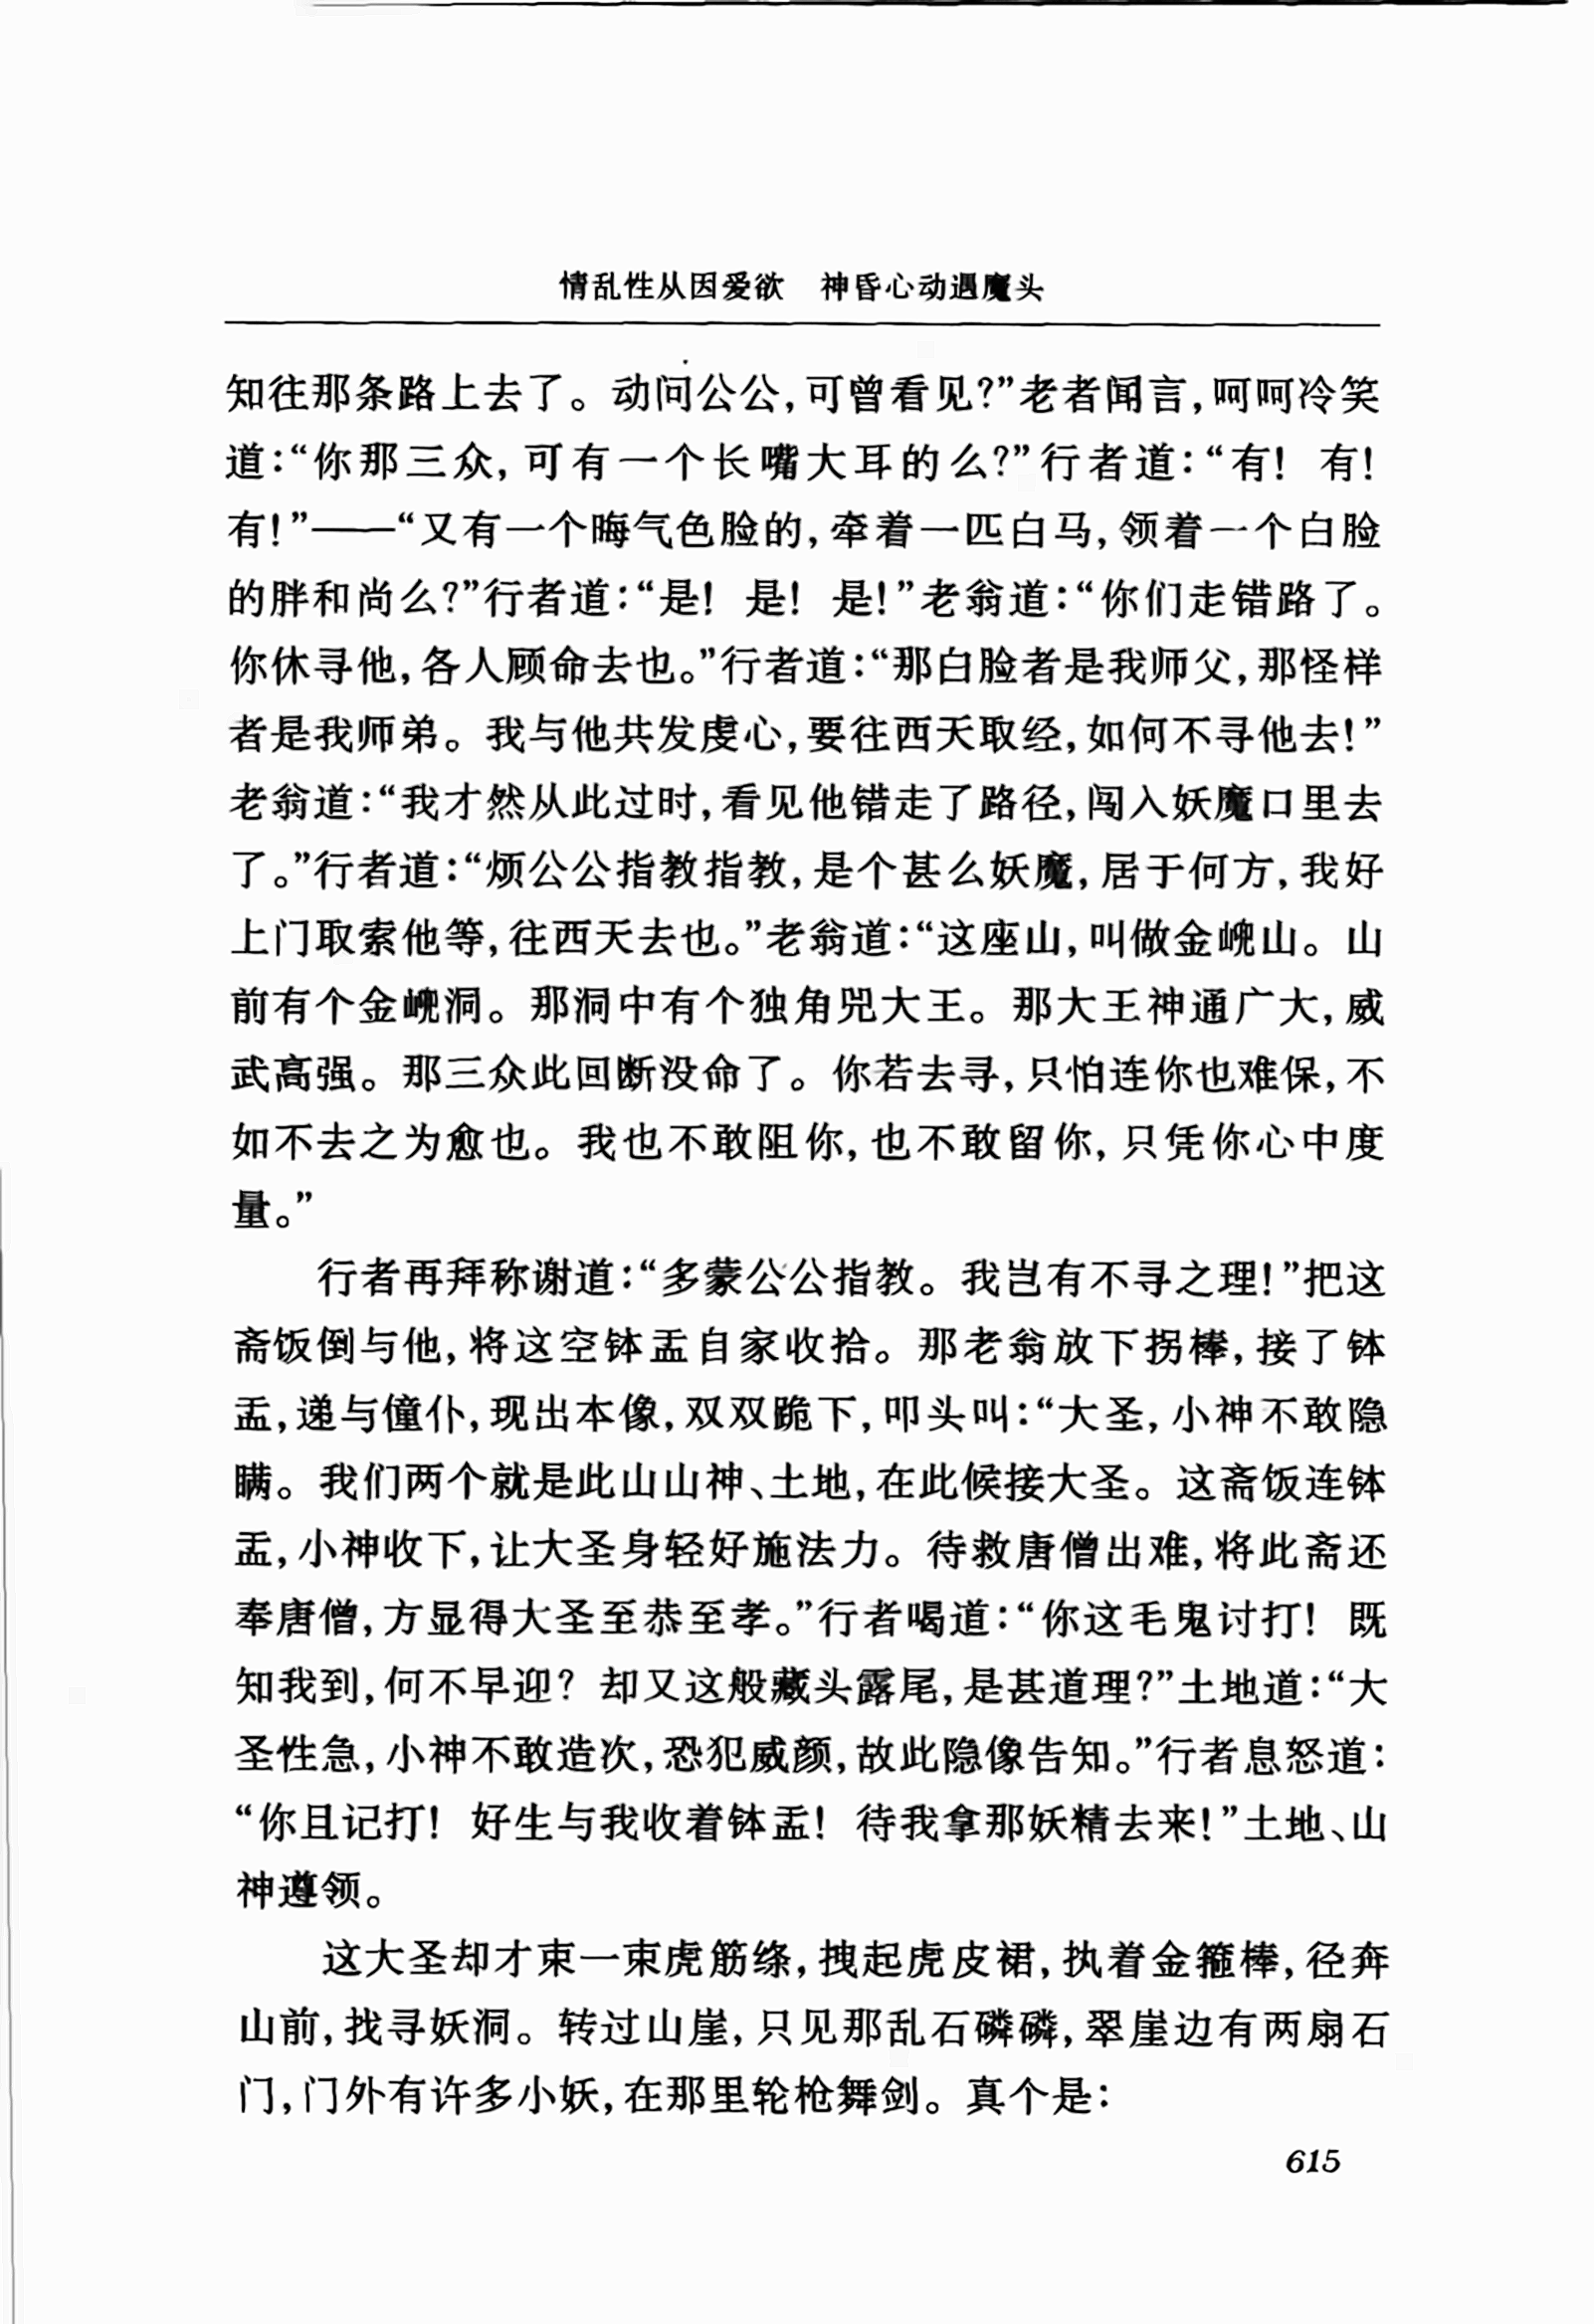 情乱性从因爱欲　神昏心动遇魔头
知往那条路上去了。动问公公,可曾看见?”老者闻言,呵呵冷笑
道:“你那三众,可有一个长嘴大耳的么?”行者道:“有! 有!
有!”——“又有一个晦气色脸的,牵着一匹白马,领着一个白脸
的胖和尚么?”行者道:“是! 是! 是!”老翁道:“你们走错路了。
你休寻他,各人顾命去也。”行者道:“那白脸者是我师父,那怪样
者是我师弟。我与他共发虔心,要往西天取经,如何不寻他去!”
老翁道:“我才然从此过时,看见他错走了路径,闯入妖魔口里去
了。”行者道:“烦公公指教指教,是个甚么妖魔,居于何方,我好
上门取索他等,往西天去也。”老翁道:“这座山,叫做金𡷫山。山
前有个金𡷫洞。那洞中有个独角兕大王。那大王神通广大,威
武高强。那三众此回断没命了。你若去寻,只怕连你也难保,不
如不去之为愈也。我也不敢阻你,也不敢留你,只凭你心中度
量。”
行者再拜称谢道:“多蒙公公指教。我岂有不寻之理!”把这
斋饭倒与他,将这空钵盂自家收拾。那老翁放下拐棒,接了钵
盂,递与僮仆,现出本像,双双跪下,叩头叫:“大圣,小神不敢隐
瞒。我们两个就是此山山神、土地,在此候接大圣。这斋饭连钵
盂,小神收下,让大圣身轻好施法力。待救唐僧出难,将此斋还
奉唐僧,方显得大圣至恭至孝。”行者喝道:“你这毛鬼讨打! 既
知我到,何不早迎? 却又这般藏头露尾,是甚道理?”土地道:“大
圣性急,小神不敢造次,恐犯威颜,故此隐像告知。”行者息怒道:
“你且记打! 好生与我收着钵盂! 待我拿那妖精去来!”土地、山
神遵领。
这大圣却才束一束虎筋绦,拽起虎皮裙,执着金箍棒,径奔
山前,找寻妖洞。转过山崖,只见那乱石磷磷,翠崖边有两扇石
门,门外有许多小妖,在那里轮枪舞剑。真个是:
615